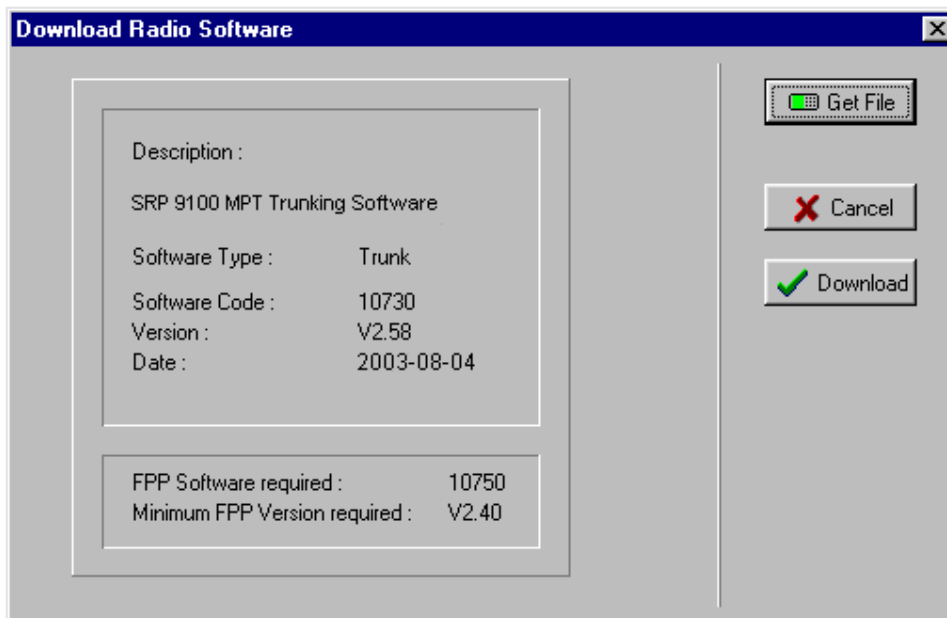 Download Radio Software
Get File
Description :
SRP 9100 MPT Trunking Software
Cancel
Software Type : Trunk
Download
Software Code : 10730
Version : V2.58
Date : 2003-08-04
FPP Software required : 10750
Minimum FPP Version required : V2.40